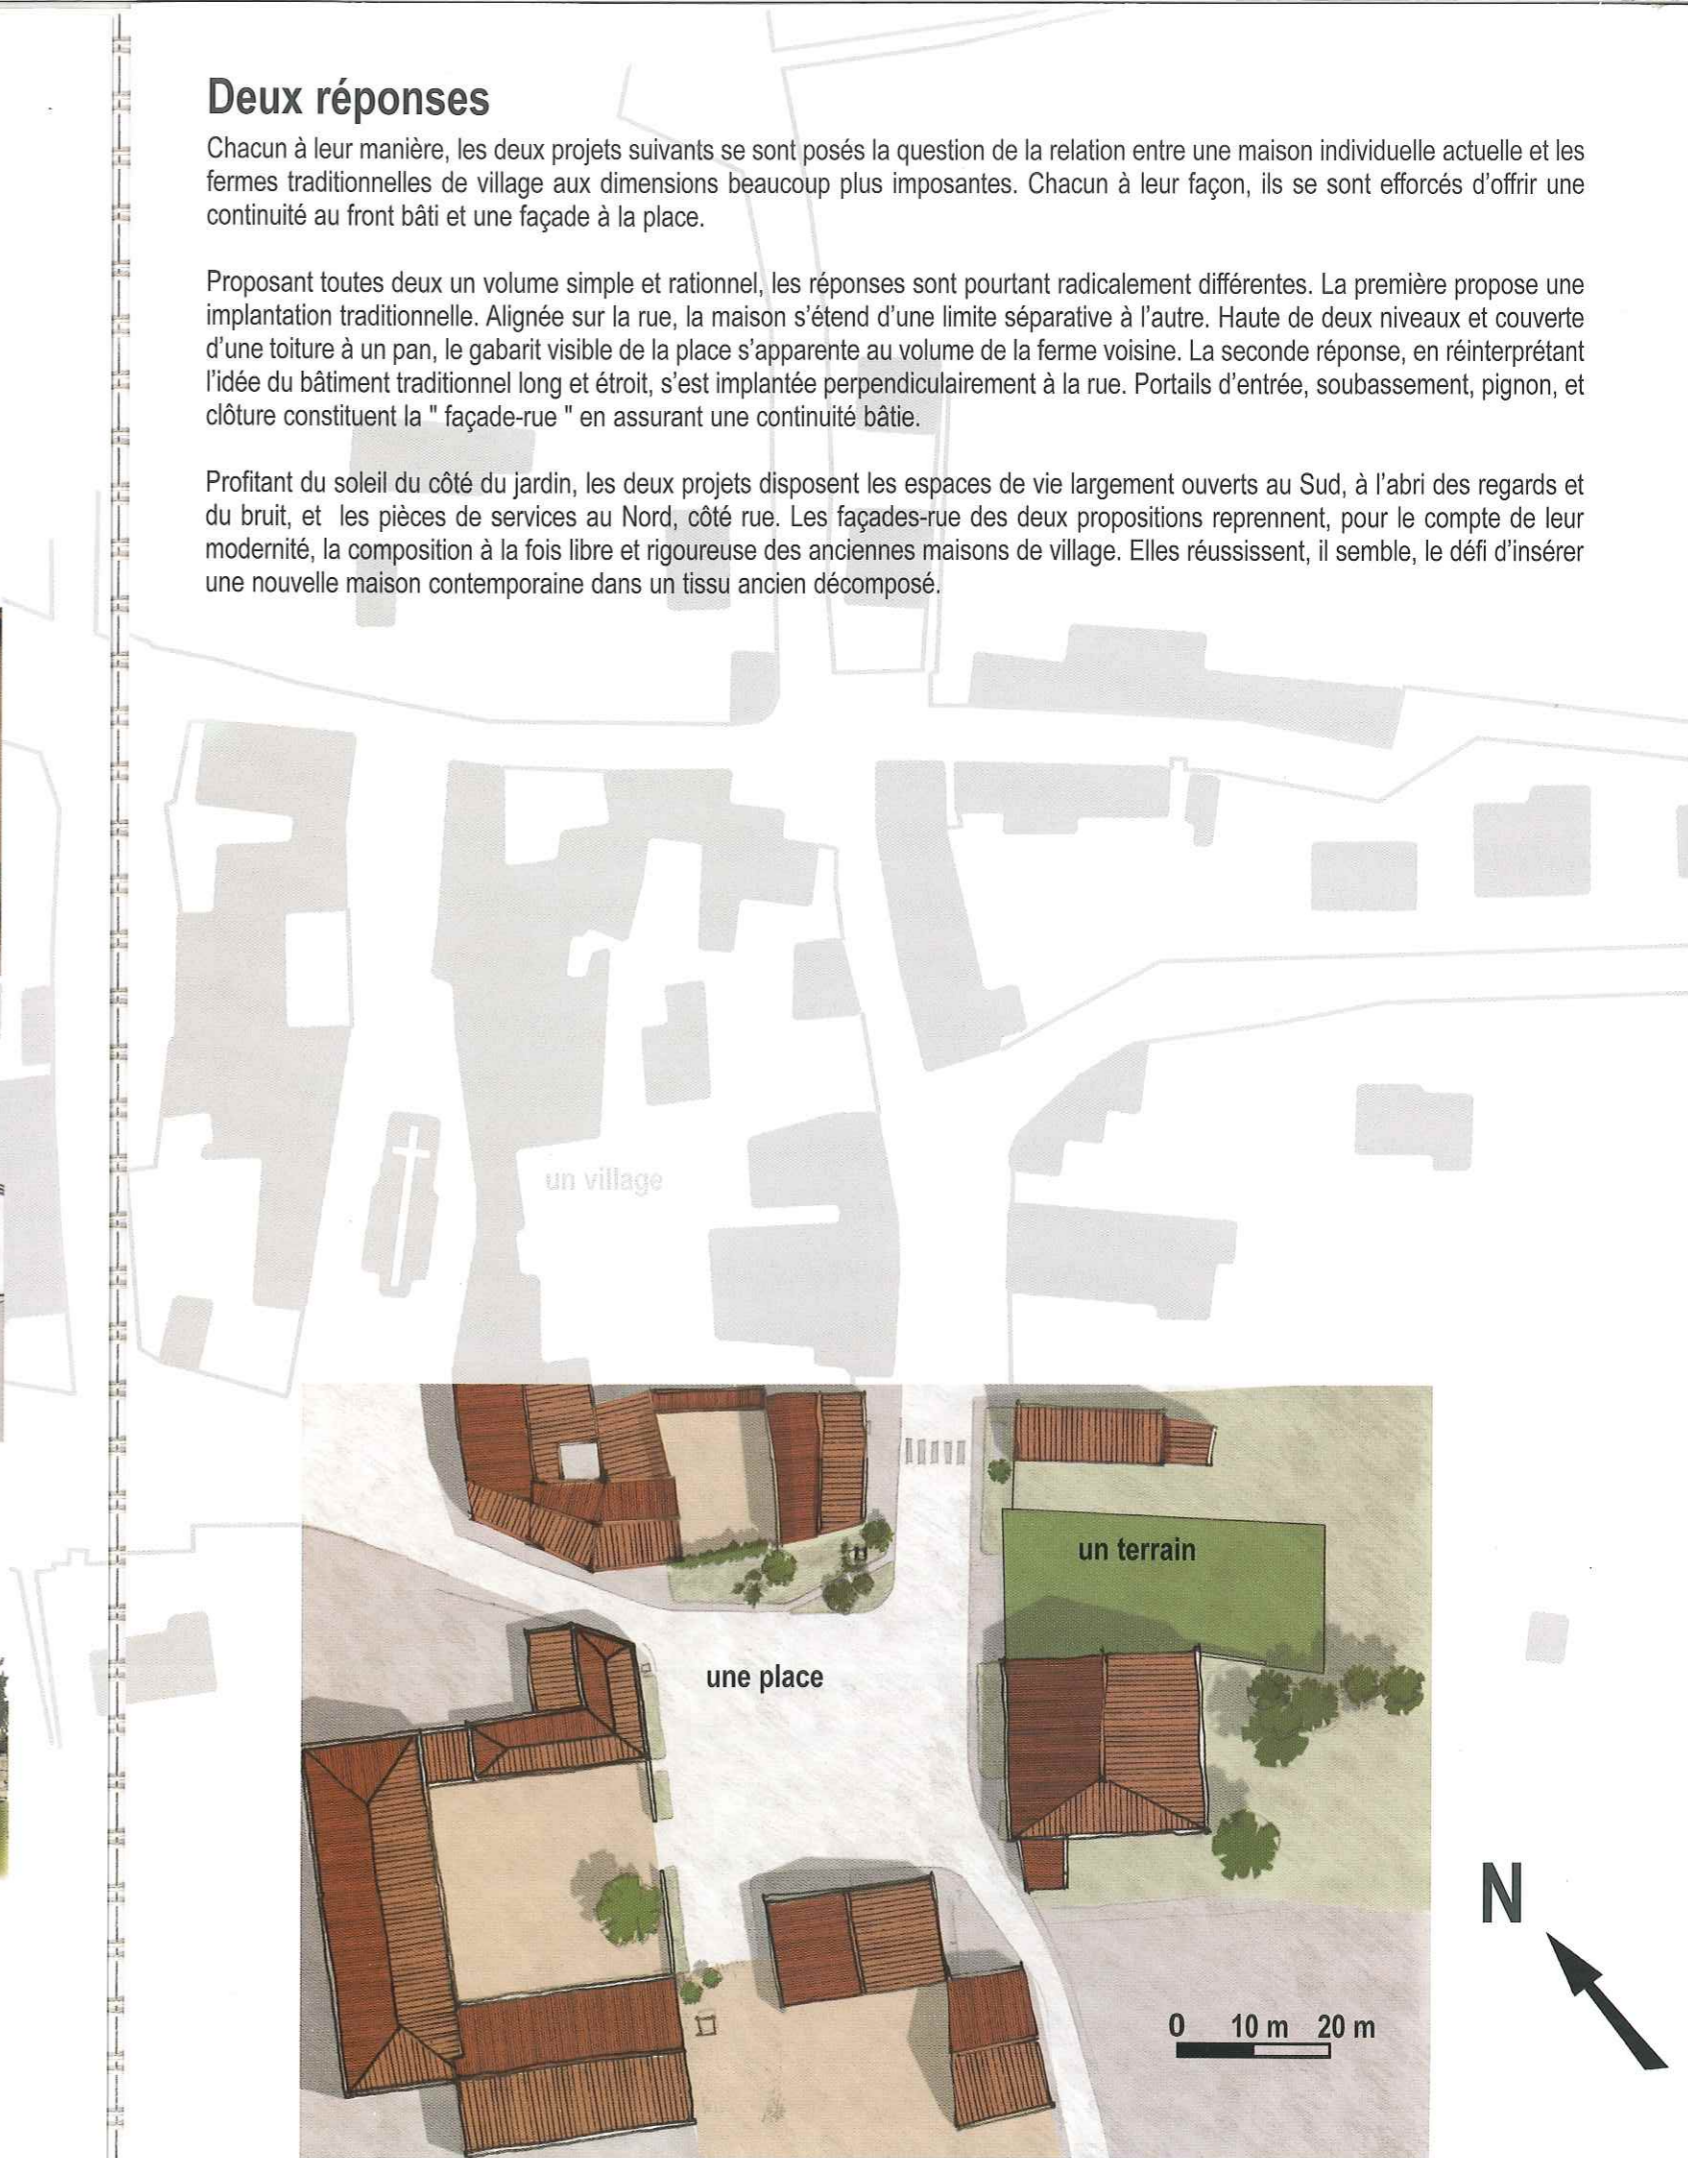 Deux réponses
Chacun à leur manière, les deux projets suivants se sont posés la question de la relation entre une maison individuelle actuelle et les
fermes traditionnelles de village aux dimensions beaucoup plus imposantes. Chacun à leur façon, ils se sont efforcés d'offrir une
continuité au front bâti et une façade à la place.
Proposant toutes deux un volume simple et rationnel, les réponses sont pourtant radicalement différentes. La première propose une
implantation traditionnelle. Alignée sur la rue, la maison s'étend d'une limite séparative à l'autre. Haute de deux niveaux et couverte
d'une toiture à un pan, le gabarit visible de la place s'apparente au volume de la ferme voisine. La seconde réponse, en réinterprétant
l'idée du bâtiment traditionnel long et étroit, s'est implantée perpendiculairement à la rue. Portails d'entrée, soubassement, pignon, et
clôture constituent la " façade-rue " en assurant une continuité bâtie.
Profitant du soleil du côté du jardin, les deux projets disposent les espaces de vie largement ouverts au Sud, à l'abri des regards et
du bruit, et les pièces de services au Nord, côté rue. Les façades-rue des deux propositions reprennent, pour le compte de leur
modernité, la composition à la fois libre et rigoureuse des anciennes maisons de village. Elles réussissent, il semble, le défi d'insérer
une nouvelle maison contemporaine dans un tissu ancien décomposé.
un village
un terrain
une place
N
0 10 m 20 m